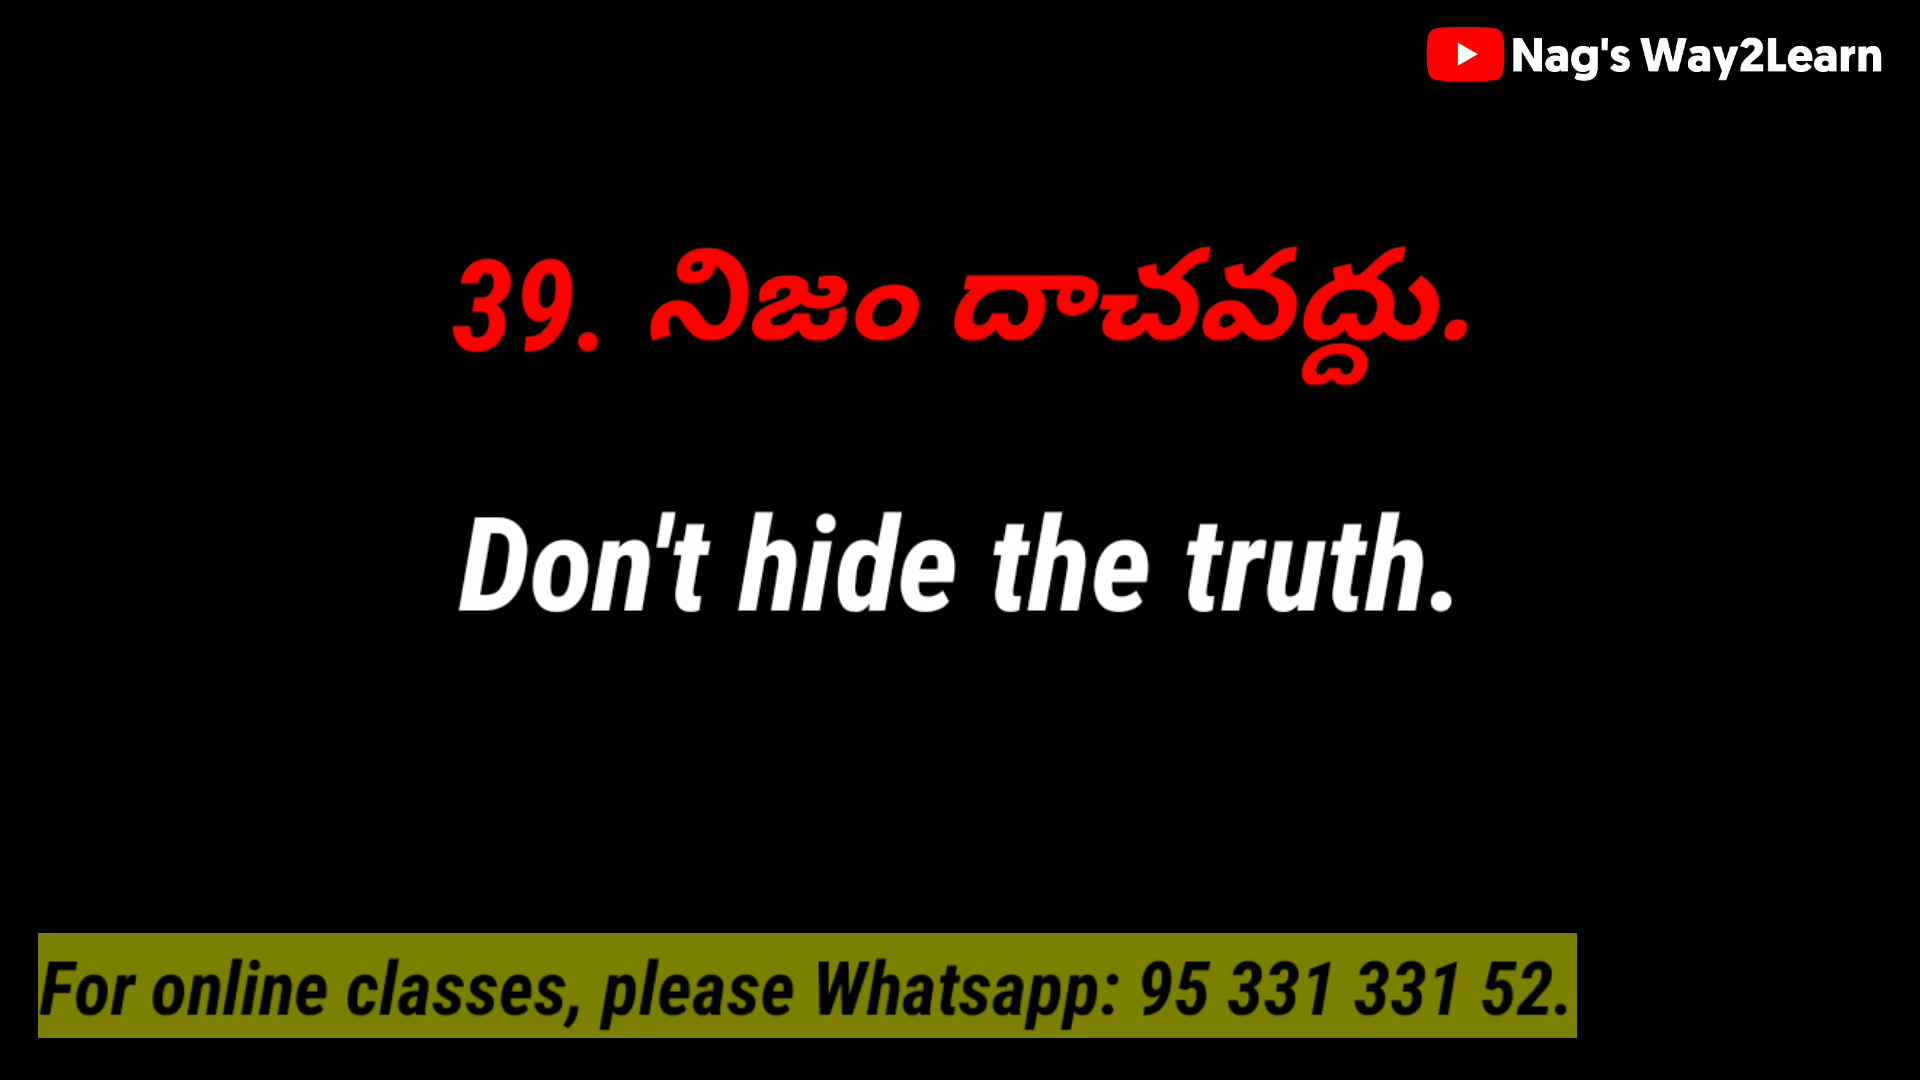 Nag's Way2Learn
39. నిజం దాచవద్దు.
Don't hide the truth.
For online classes, please Whatsapp: 95 331 331 52.